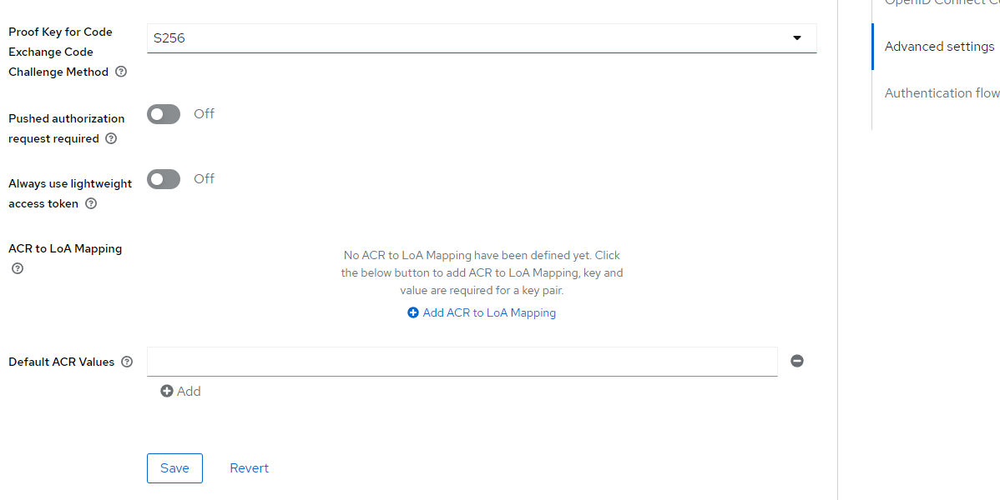 Proof Key for Code
Exchange Code
Challenge Method
S256
Pushed authorization
request required
Off
Always use lightweight
access token
Off
ACR to LoA Mapping
No ACR to LoA Mapping have been defined yet. Click
the below button to add ACR to LoA Mapping, key and
value are required for a key pair.
Add ACR to LoA Mapping
Default ACR Values
Add
Save
Revert
OpenID Connect Co
Advanced settings
Authentication flow